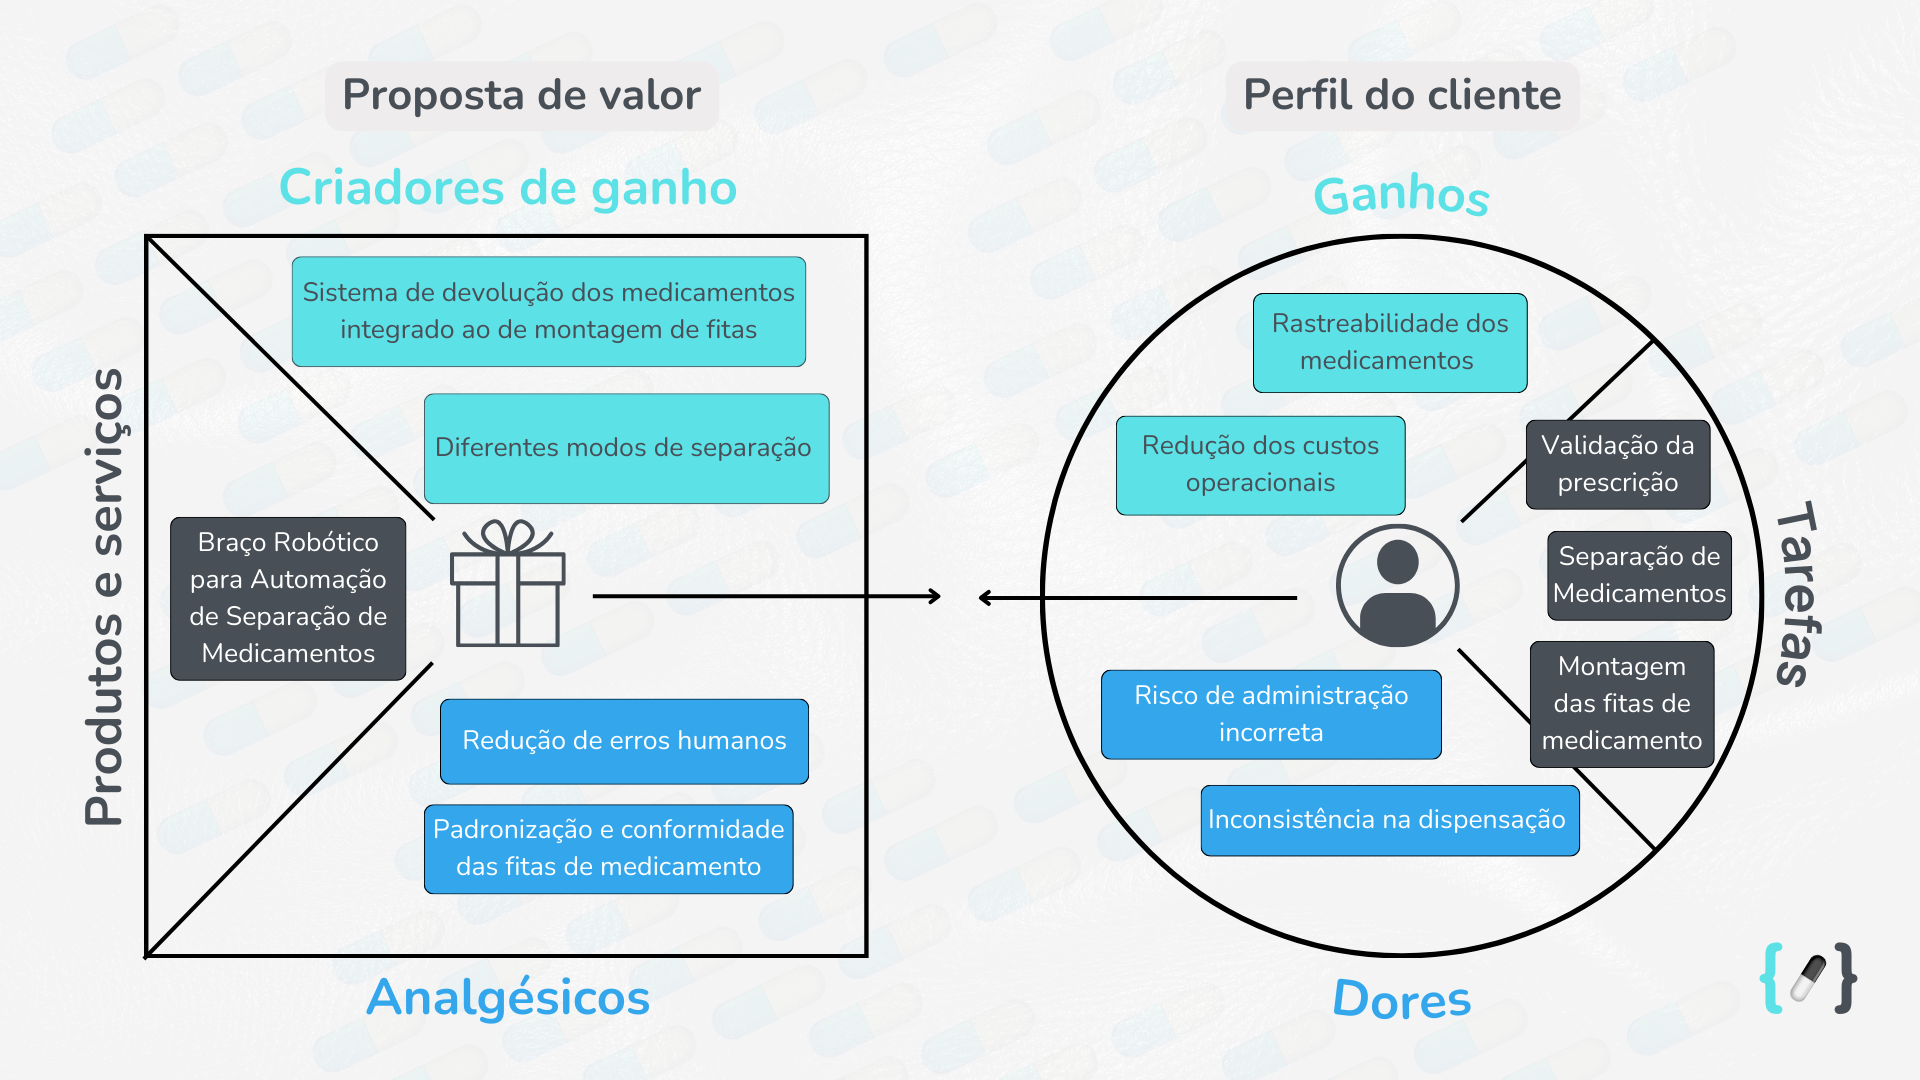 Proposta de valor
Criadores de ganho
Sistema de devolução dos medicamentos
integrado ao de montagem de fitas
Diferentes modos de separação
Produtos e serviços
Braço Robótico
para Automação
de Separação de
Medicamentos
Redução de erros humanos
Padronização e conformidade
das fitas de medicamento
Analgésicos
Perfil do cliente
Ganhos
Rastreabilidade dos
medicamentos
Redução dos custos
operacionais
Validação da
prescrição
Separação de
Medicamentos
Montagem
das fitas de
medicamento
Tarefas
Risco de administração
incorreta
Inconsistência na dispensação
Dores
{ }